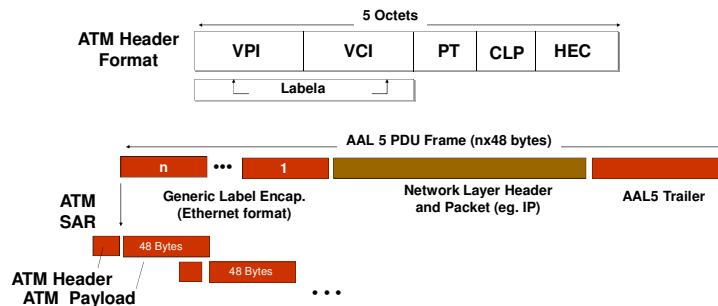 5 Octets
ATM Header
Format
VPI VCI PT CLP HEC
Labela
AAL 5 PDU Frame (nx48 bytes)
n ••• 1
Generic Label Encap.
(Ethernet format)
Network Layer Header
and Packet (eg. IP)
AAL5 Trailer
ATM
SAR
48 Bytes
ATM Header
ATM Payload
48 Bytes
• • •